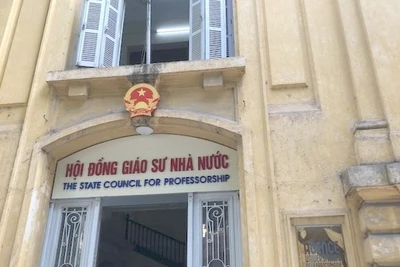 HỘI ĐỒNG GIÁO SƯ NHÀ NƯỚC
THE STATE COUNCIL FOR PROFESSORSHIP